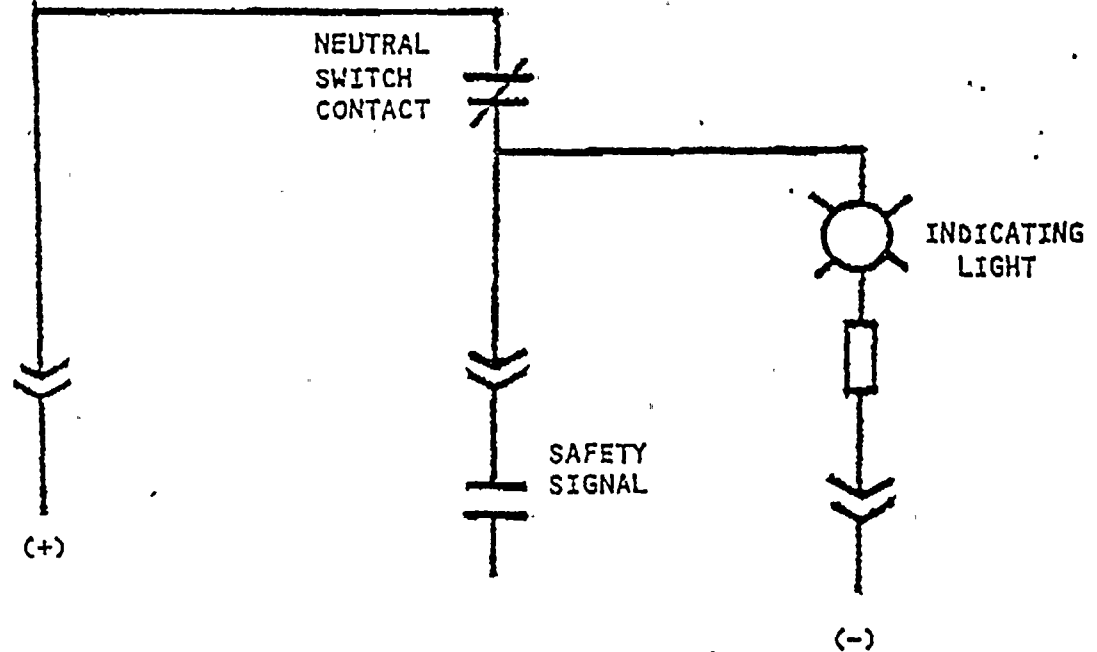 NEUTRAL
SWITCH
CONTACT
INDICATING
LIGHT
SAFETY
SIGNAL
(+)
(-)